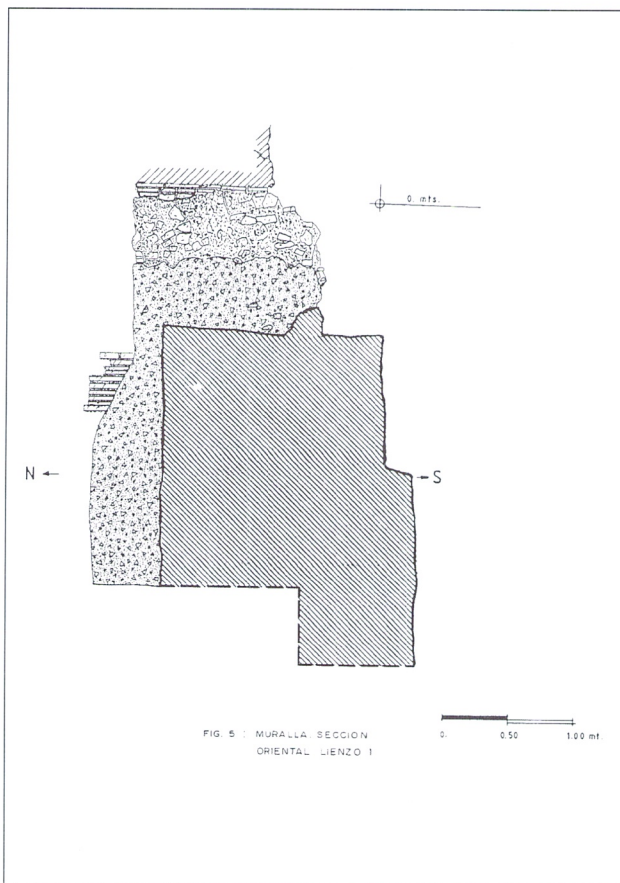 0. mts.
N
S
FIG. 5 : MURALLA. SECCION
ORIENTAL LIENZO 1
0. 0.50 1.00 mt.